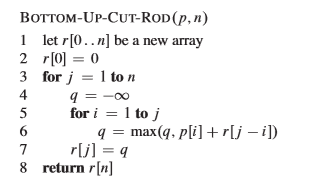 BOTTOM-UP-CUT-ROD(p, n)
1 let r[0..n] be a new array
2 r[0] = 0
3 for j = 1 to n
4 q = -∞
5 for i = 1 to j
6 q = max(q, p[i] + r[j - i])
7 r[j] = q
8 return r[n]